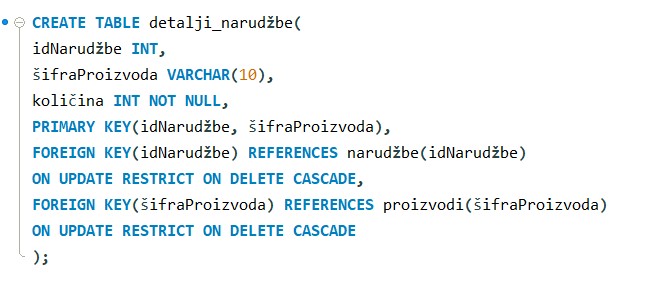 CREATE TABLE detalji_narudžbe(
idNarudžbe INT,
šifraProizvoda VARCHAR(10),
količina INT NOT NULL,
PRIMARY KEY(idNarudžbe, šifraProizvoda),
FOREIGN KEY(idNarudžbe) REFERENCES narudžbe(idNarudžbe)
ON UPDATE RESTRICT ON DELETE CASCADE,
FOREIGN KEY(šifraProizvoda) REFERENCES proizvodi(šifraProizvoda)
ON UPDATE RESTRICT ON DELETE CASCADE
);